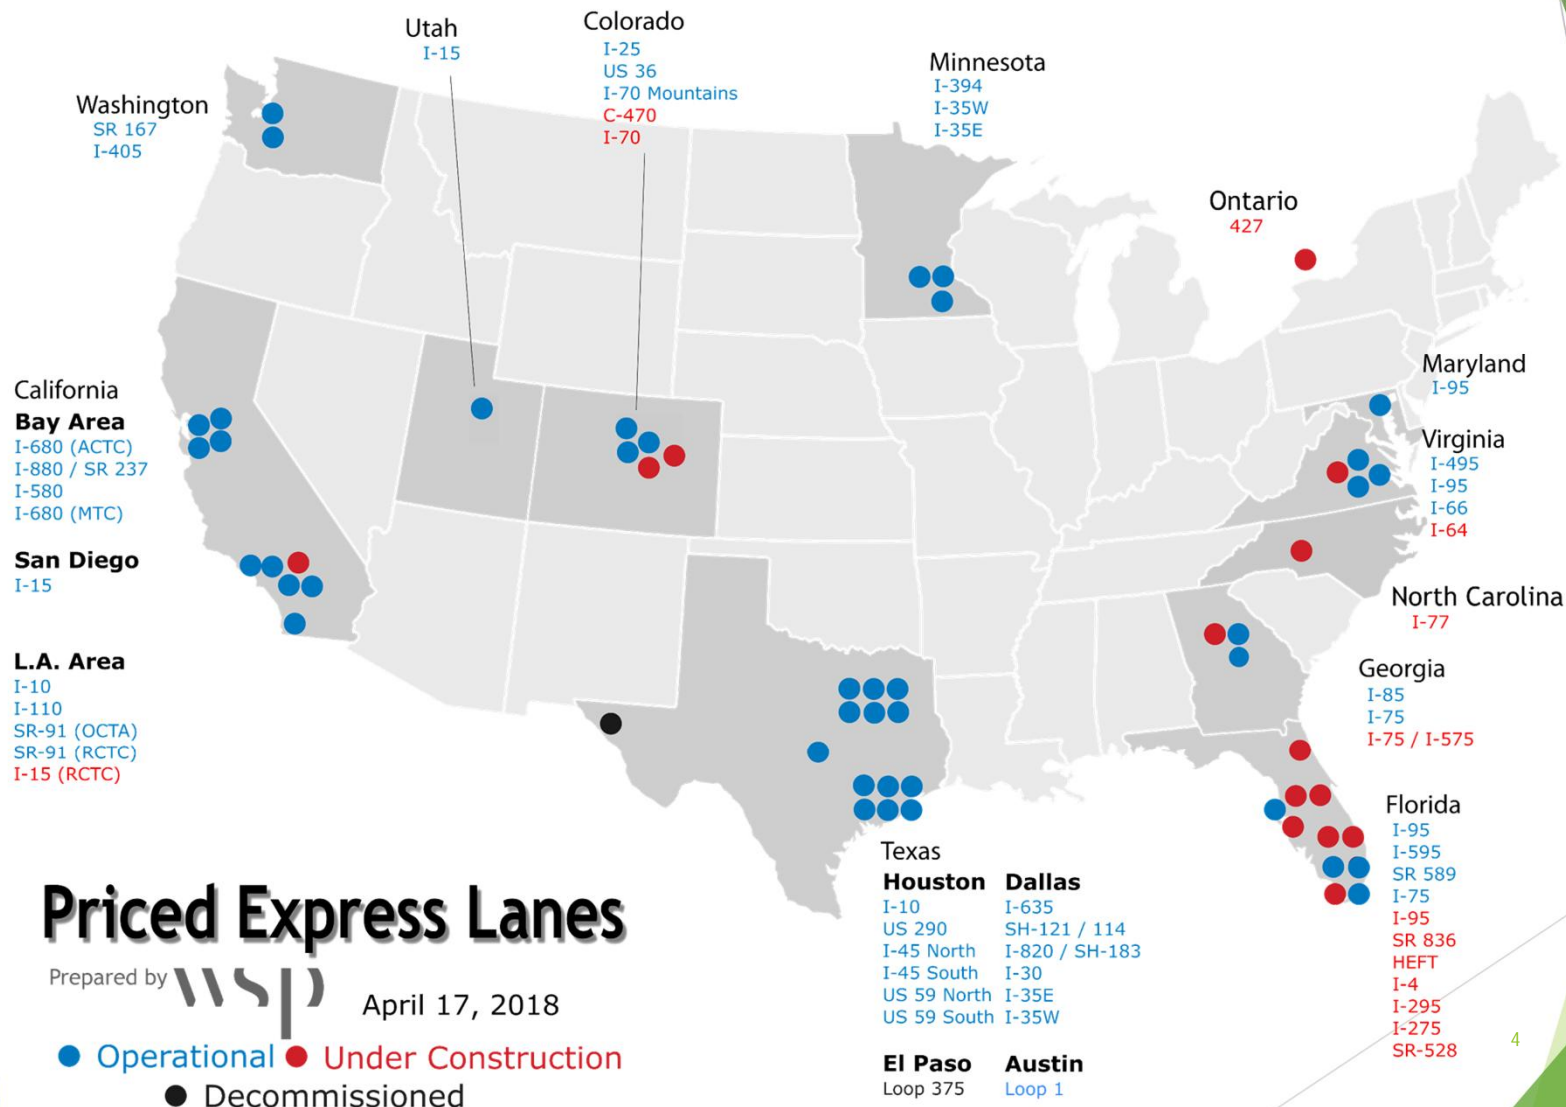 Utah
I-15
Colorado
I-25
US 36
I-70 Mountains
C-470
I-70
Minnesota
I-394
I-35W
I-35E
Washington
SR 167
I-405
Ontario
427
California
Bay Area
I-680 (ACTC)
I-880 / SR 237
I-580
I-680 (MTC)
San Diego
I-15
L.A. Area
I-10
I-110
SR-91 (OCTA)
SR-91 (RCTC)
I-15 (RCTC)
Maryland
I-95
Virginia
I-495
I-95
I-66
I-64
North Carolina
I-77
Georgia
I-85
I-75
I-75 / I-575
Florida
I-95
I-595
SR 589
I-75
I-95
SR 836
HEFT
I-4
I-295
I-275
SR-528
Texas
Houston
I-10
US 290
I-45 North
I-45 South
US 59 North
US 59 South
Dallas
I-635
SH-121 / 114
I-820 / SH-183
I-30
I-35E
I-35W
El Paso
Loop 375
Austin
Loop 1
Priced Express Lanes
Prepared by wsp
April 17, 2018
Operational
Under Construction
Decommissioned
4